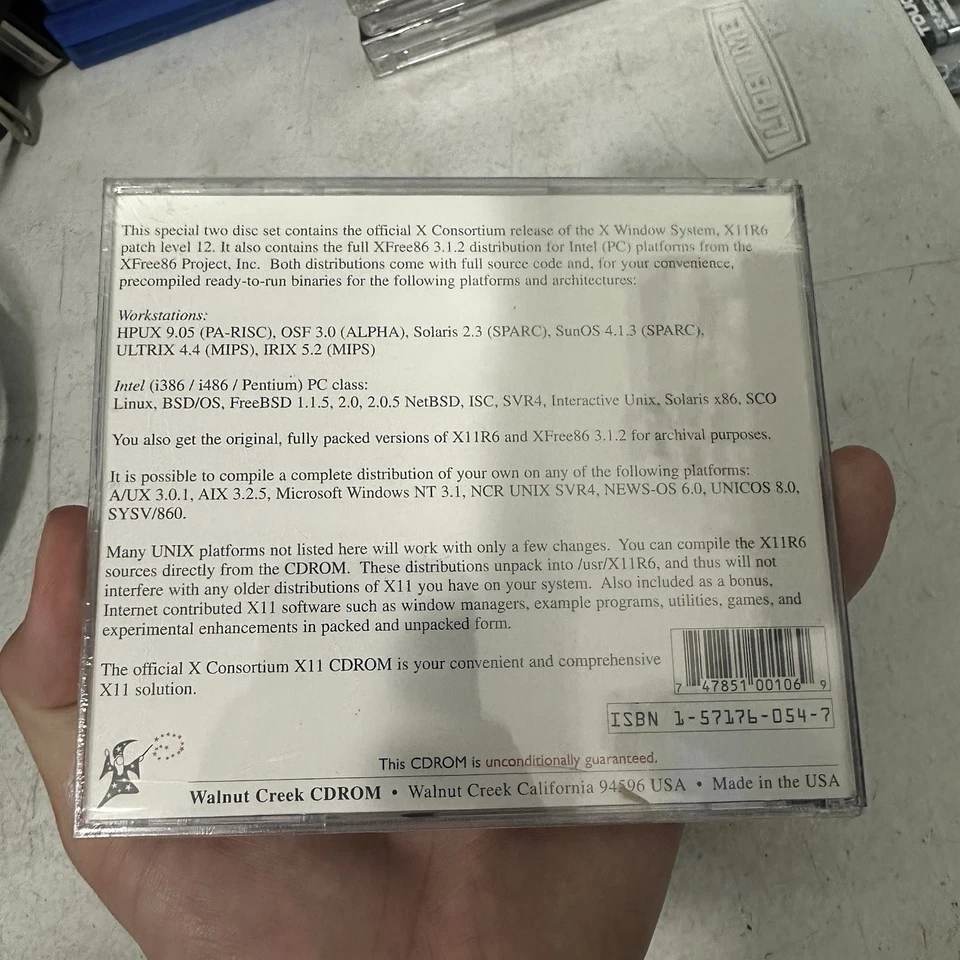 LIFE TIME
This special two disc set contains the official X Consortium release of the X Window System, X11R6
patch level 12. It also contains the full XFree86 3.1.2 distribution for Intel (PC) platforms from the
XFree86 Project, Inc. Both distributions come with full source code and, for your convenience,
precompiled ready-to-run binaries for the following platforms and architectures:
Workstations:
HPUX 9.05 (PA-RISC), OSF 3.0 (ALPHA), Solaris 2.3 (SPARC), SunOS 4.1.3 (SPARC),
ULTRIX 4.4 (MIPS), IRIX 5.2 (MIPS)
Intel (i386 / i486 / Pentium) PC class:
Linux, BSD/OS, FreeBSD 1.1.5, 2.0, 2.0.5 NetBSD, ISC, SVR4, Interactive Unix, Solaris x86, SCO
You also get the original, fully packed versions of X11R6 and XFree86 3.1.2 for archival purposes.
It is possible to compile a complete distribution of your own on any of the following platforms:
A/UX 3.0.1, AIX 3.2.5, Microsoft Windows NT 3.1, NCR UNIX SVR4, NEWS-OS 6.0, UNICOS 8.0,
SYSV/860.
Many UNIX platforms not listed here will work with only a few changes. You can compile the X11R6
sources directly from the CDROM. These distributions unpack into /usr/X11R6, and thus will not
interfere with any older distributions of X11 you have on your system. Also included as a bonus,
Internet contributed X11 software such as window managers, example programs, utilities, games, and
experimental enhancements in packed and unpacked form.
The official X Consortium X11 CDROM is your convenient and comprehensive
X11 solution.
7 47851 00106 9
ISBN 1-57176-054-7
This CDROM is unconditionally guaranteed.
Walnut Creek CDROM • Walnut Creek California 94596 USA • Made in the USA